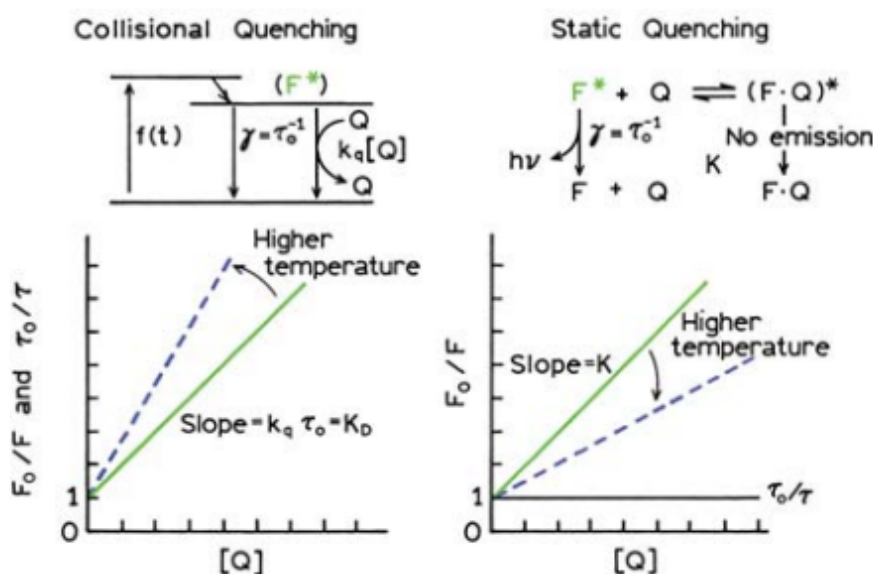 Collisional Quenching
(F*)
f(t)
γ = τ₀⁻¹
Q
k_q[Q]
Q
Higher
temperature
Slope = k_q τ₀ = K_D
F₀/F and τ₀/τ
1
0
[Q]
Static Quenching
F* + Q ⇌ (F·Q)*
γ = τ₀⁻¹
No emission
hν
K
F + Q
F·Q
Higher
temperature
Slope = K
F₀/F
τ₀/τ
1
0
[Q]